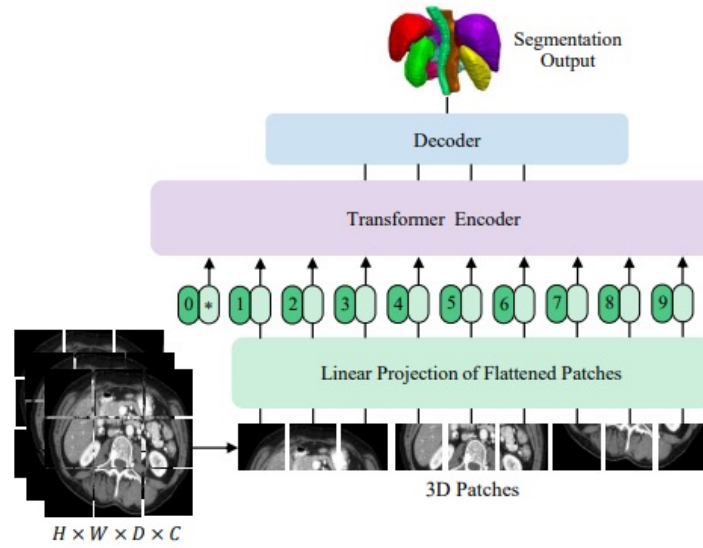 Segmentation
Output
Decoder
Transformer Encoder
0 * 1 2 3 4 5 6 7 8 9
Linear Projection of Flattened Patches
3D Patches
H × W × D × C